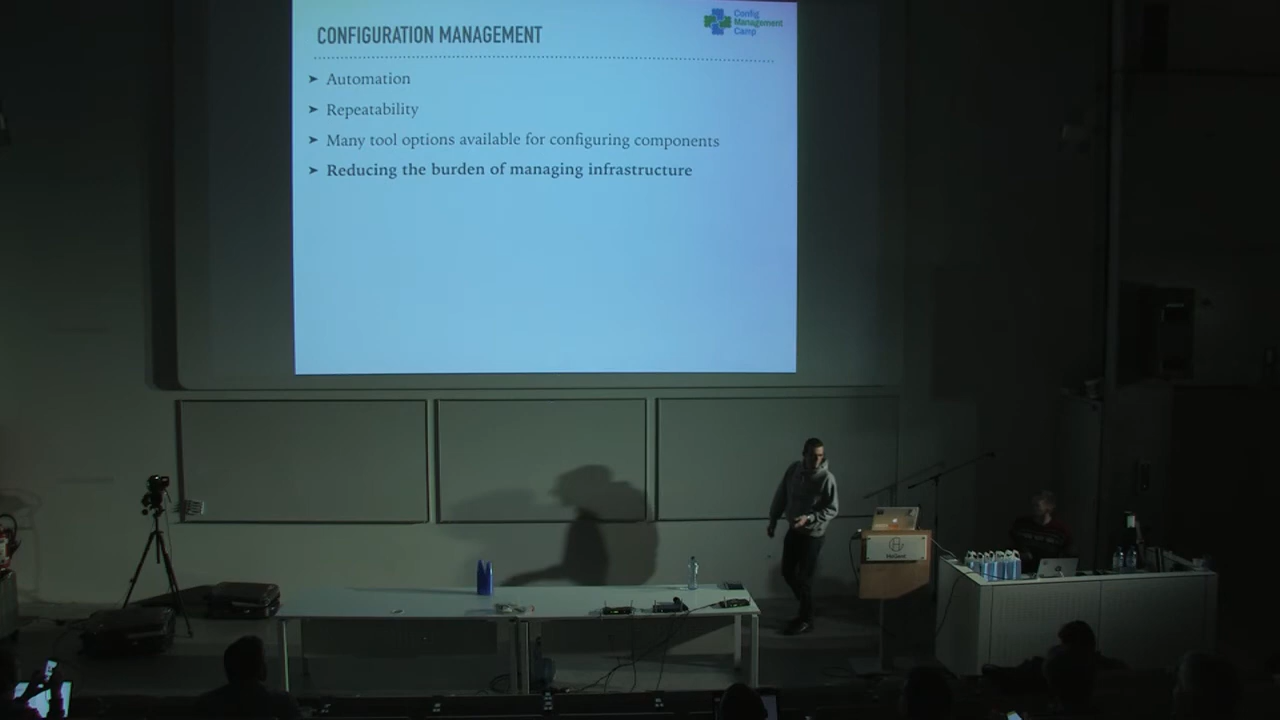 CONFIGURATION MANAGEMENT
Config
Management
Camp
➤ Automation
➤ Repeatability
➤ Many tool options available for configuring components
➤ Reducing the burden of managing infrastructure
HoGent